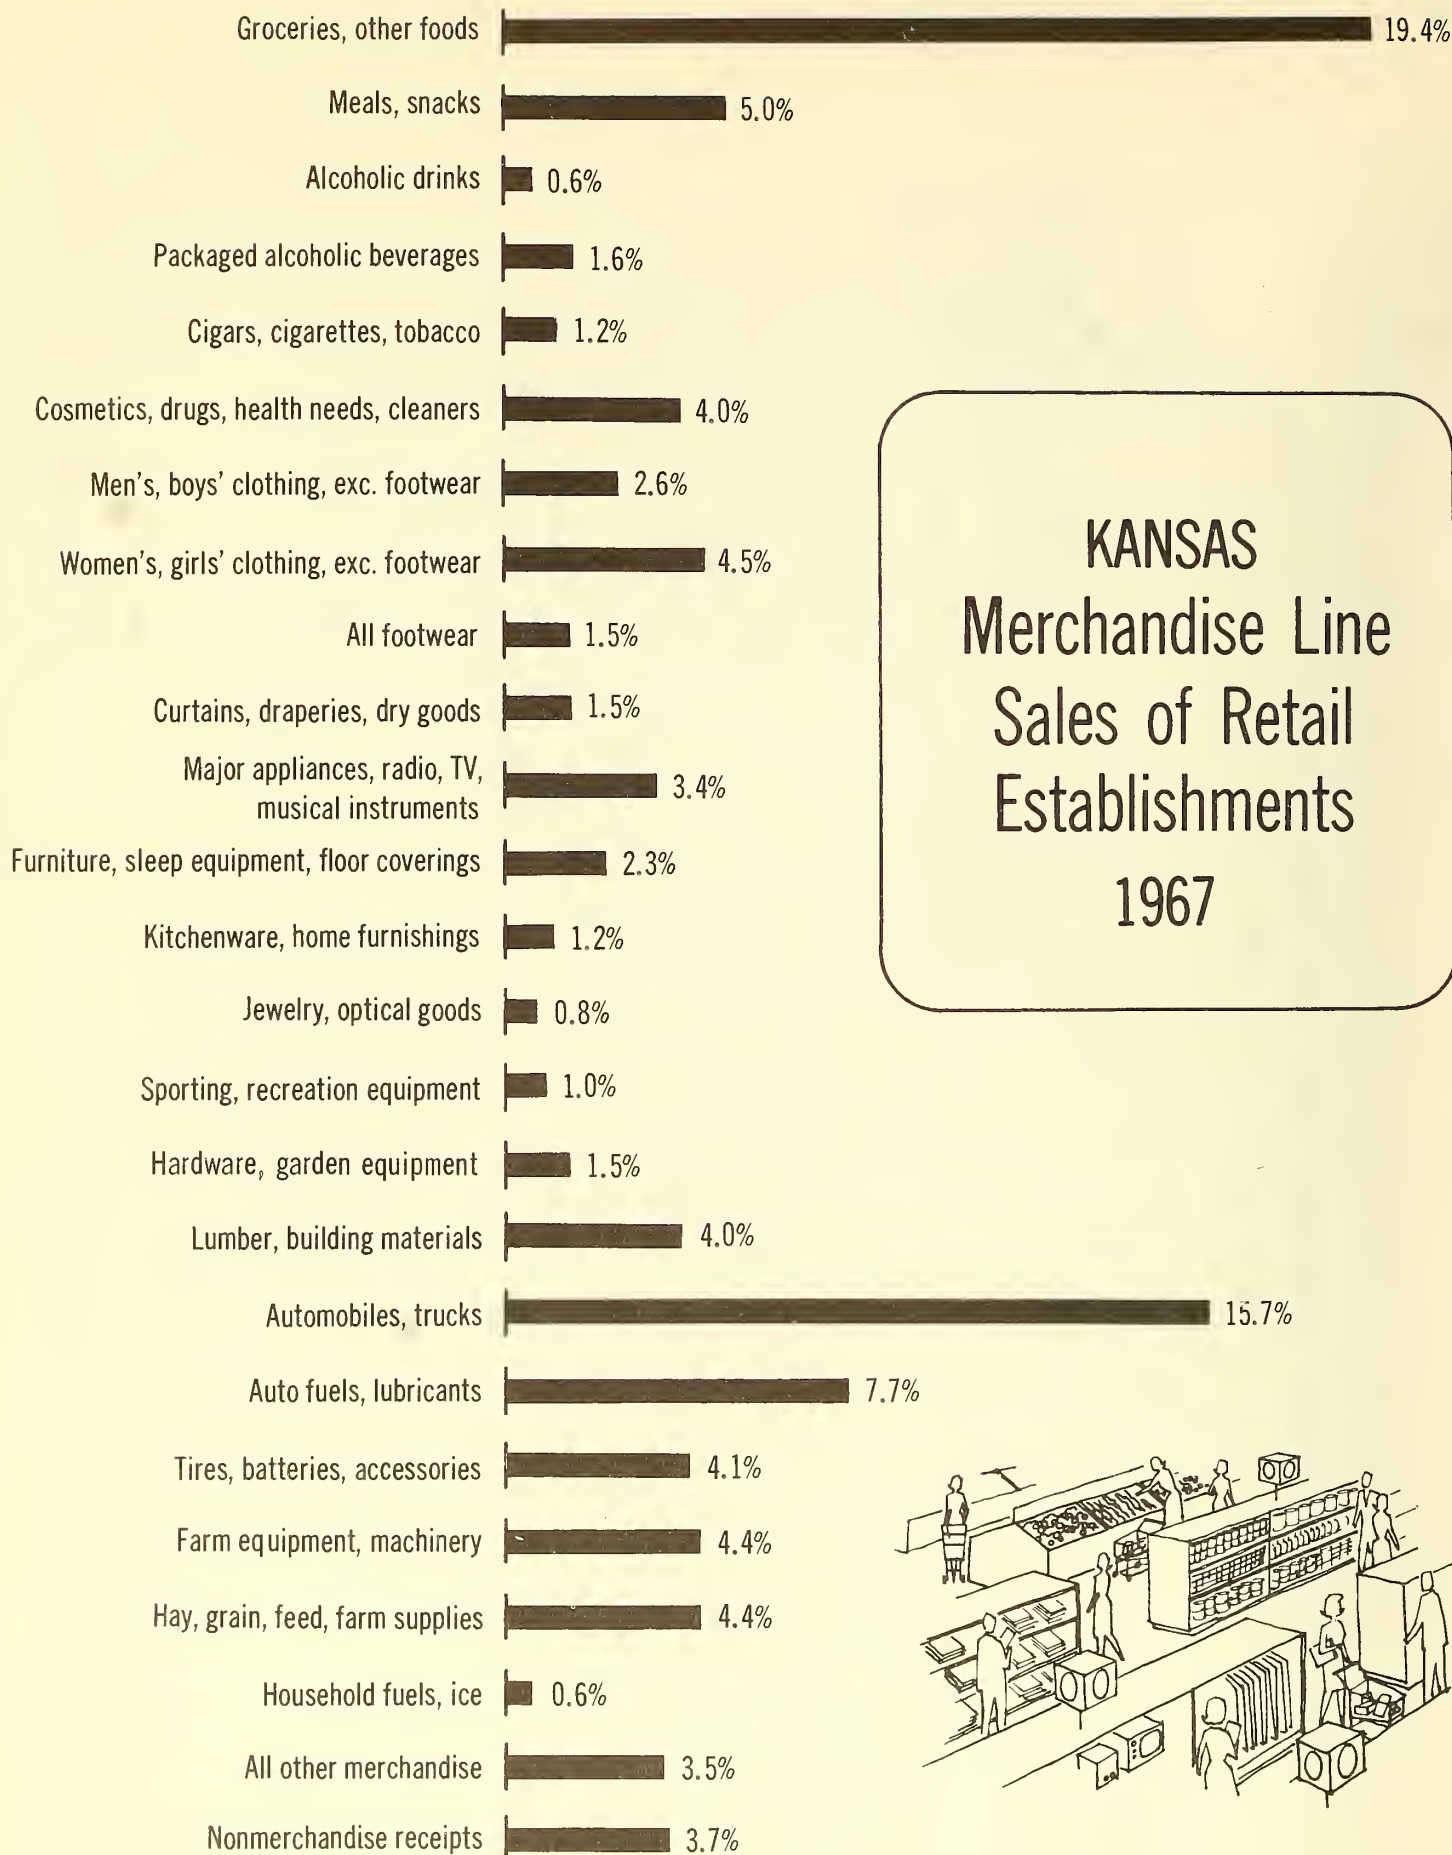 Groceries, other foods 19.4%
Meals, snacks 5.0%
Alcoholic drinks 0.6%
Packaged alcoholic beverages 1.6%
Cigars, cigarettes, tobacco 1.2%
Cosmetics, drugs, health needs, cleaners 4.0%
Men's, boys' clothing, exc. footwear 2.6%
Women's, girls' clothing, exc. footwear 4.5%
All footwear 1.5%
Curtains, draperies, dry goods 1.5%
Major appliances, radio, TV,
musical instruments 3.4%
Furniture, sleep equipment, floor coverings 2.3%
Kitchenware, home furnishings 1.2%
Jewelry, optical goods 0.8%
Sporting, recreation equipment 1.0%
Hardware, garden equipment 1.5%
Lumber, building materials 4.0%
Automobiles, trucks 15.7%
Auto fuels, lubricants 7.7%
Tires, batteries, accessories 4.1%
Farm equipment, machinery 4.4%
Hay, grain, feed, farm supplies 4.4%
Household fuels, ice 0.6%
All other merchandise 3.5%
Nonmerchandise receipts 3.7%
KANSAS
Merchandise Line
Sales of Retail
Establishments
1967